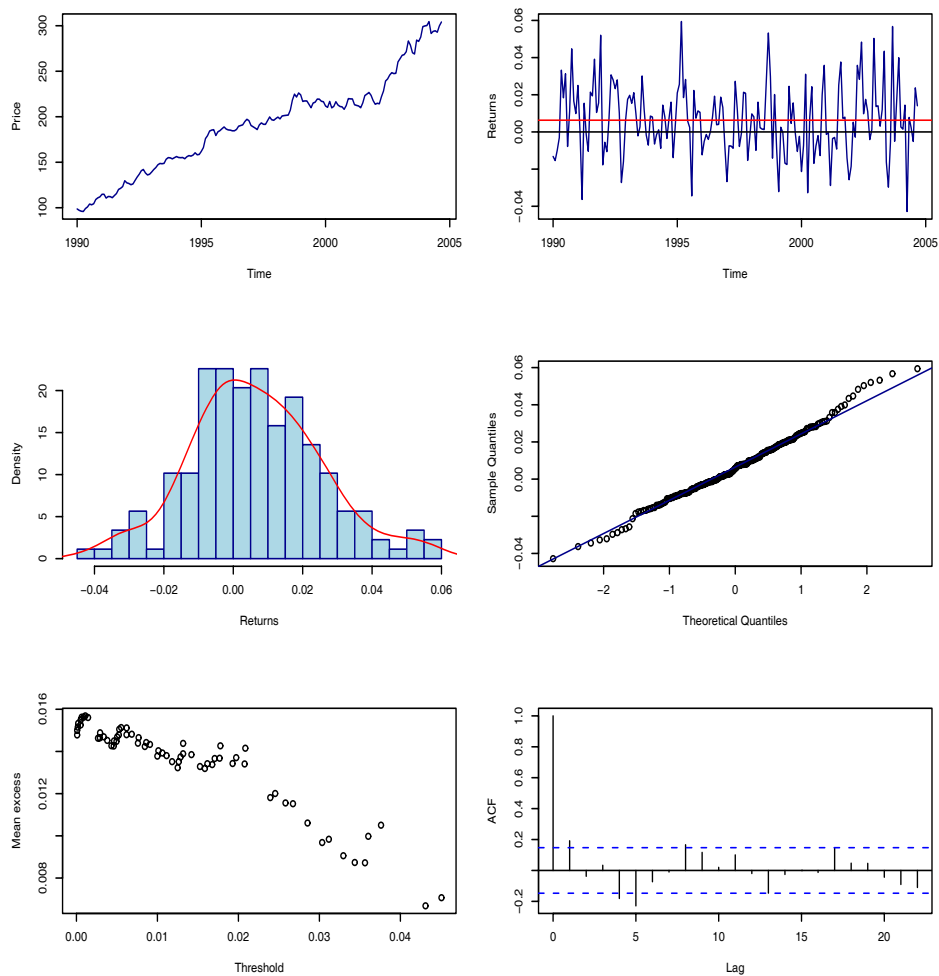 300
250
200
150
100
Price
1990 1995 2000 2005
Time
0.06
0.04
0.02
0.00
−0.04
Returns
1990 1995 2000 2005
Time
20
15
10
5
0
Density
−0.04 −0.02 0.00 0.02 0.04 0.06
Returns
0.06
0.04
0.02
0.00
−0.04
Sample Quantiles
−2 −1 0 1 2
Theoretical Quantiles
0.016
0.012
0.008
Mean excess
0.00 0.01 0.02 0.03 0.04
Threshold
1.0
0.8
0.6
0.4
0.2
−0.2
ACF
0 5 10 15 20
Lag